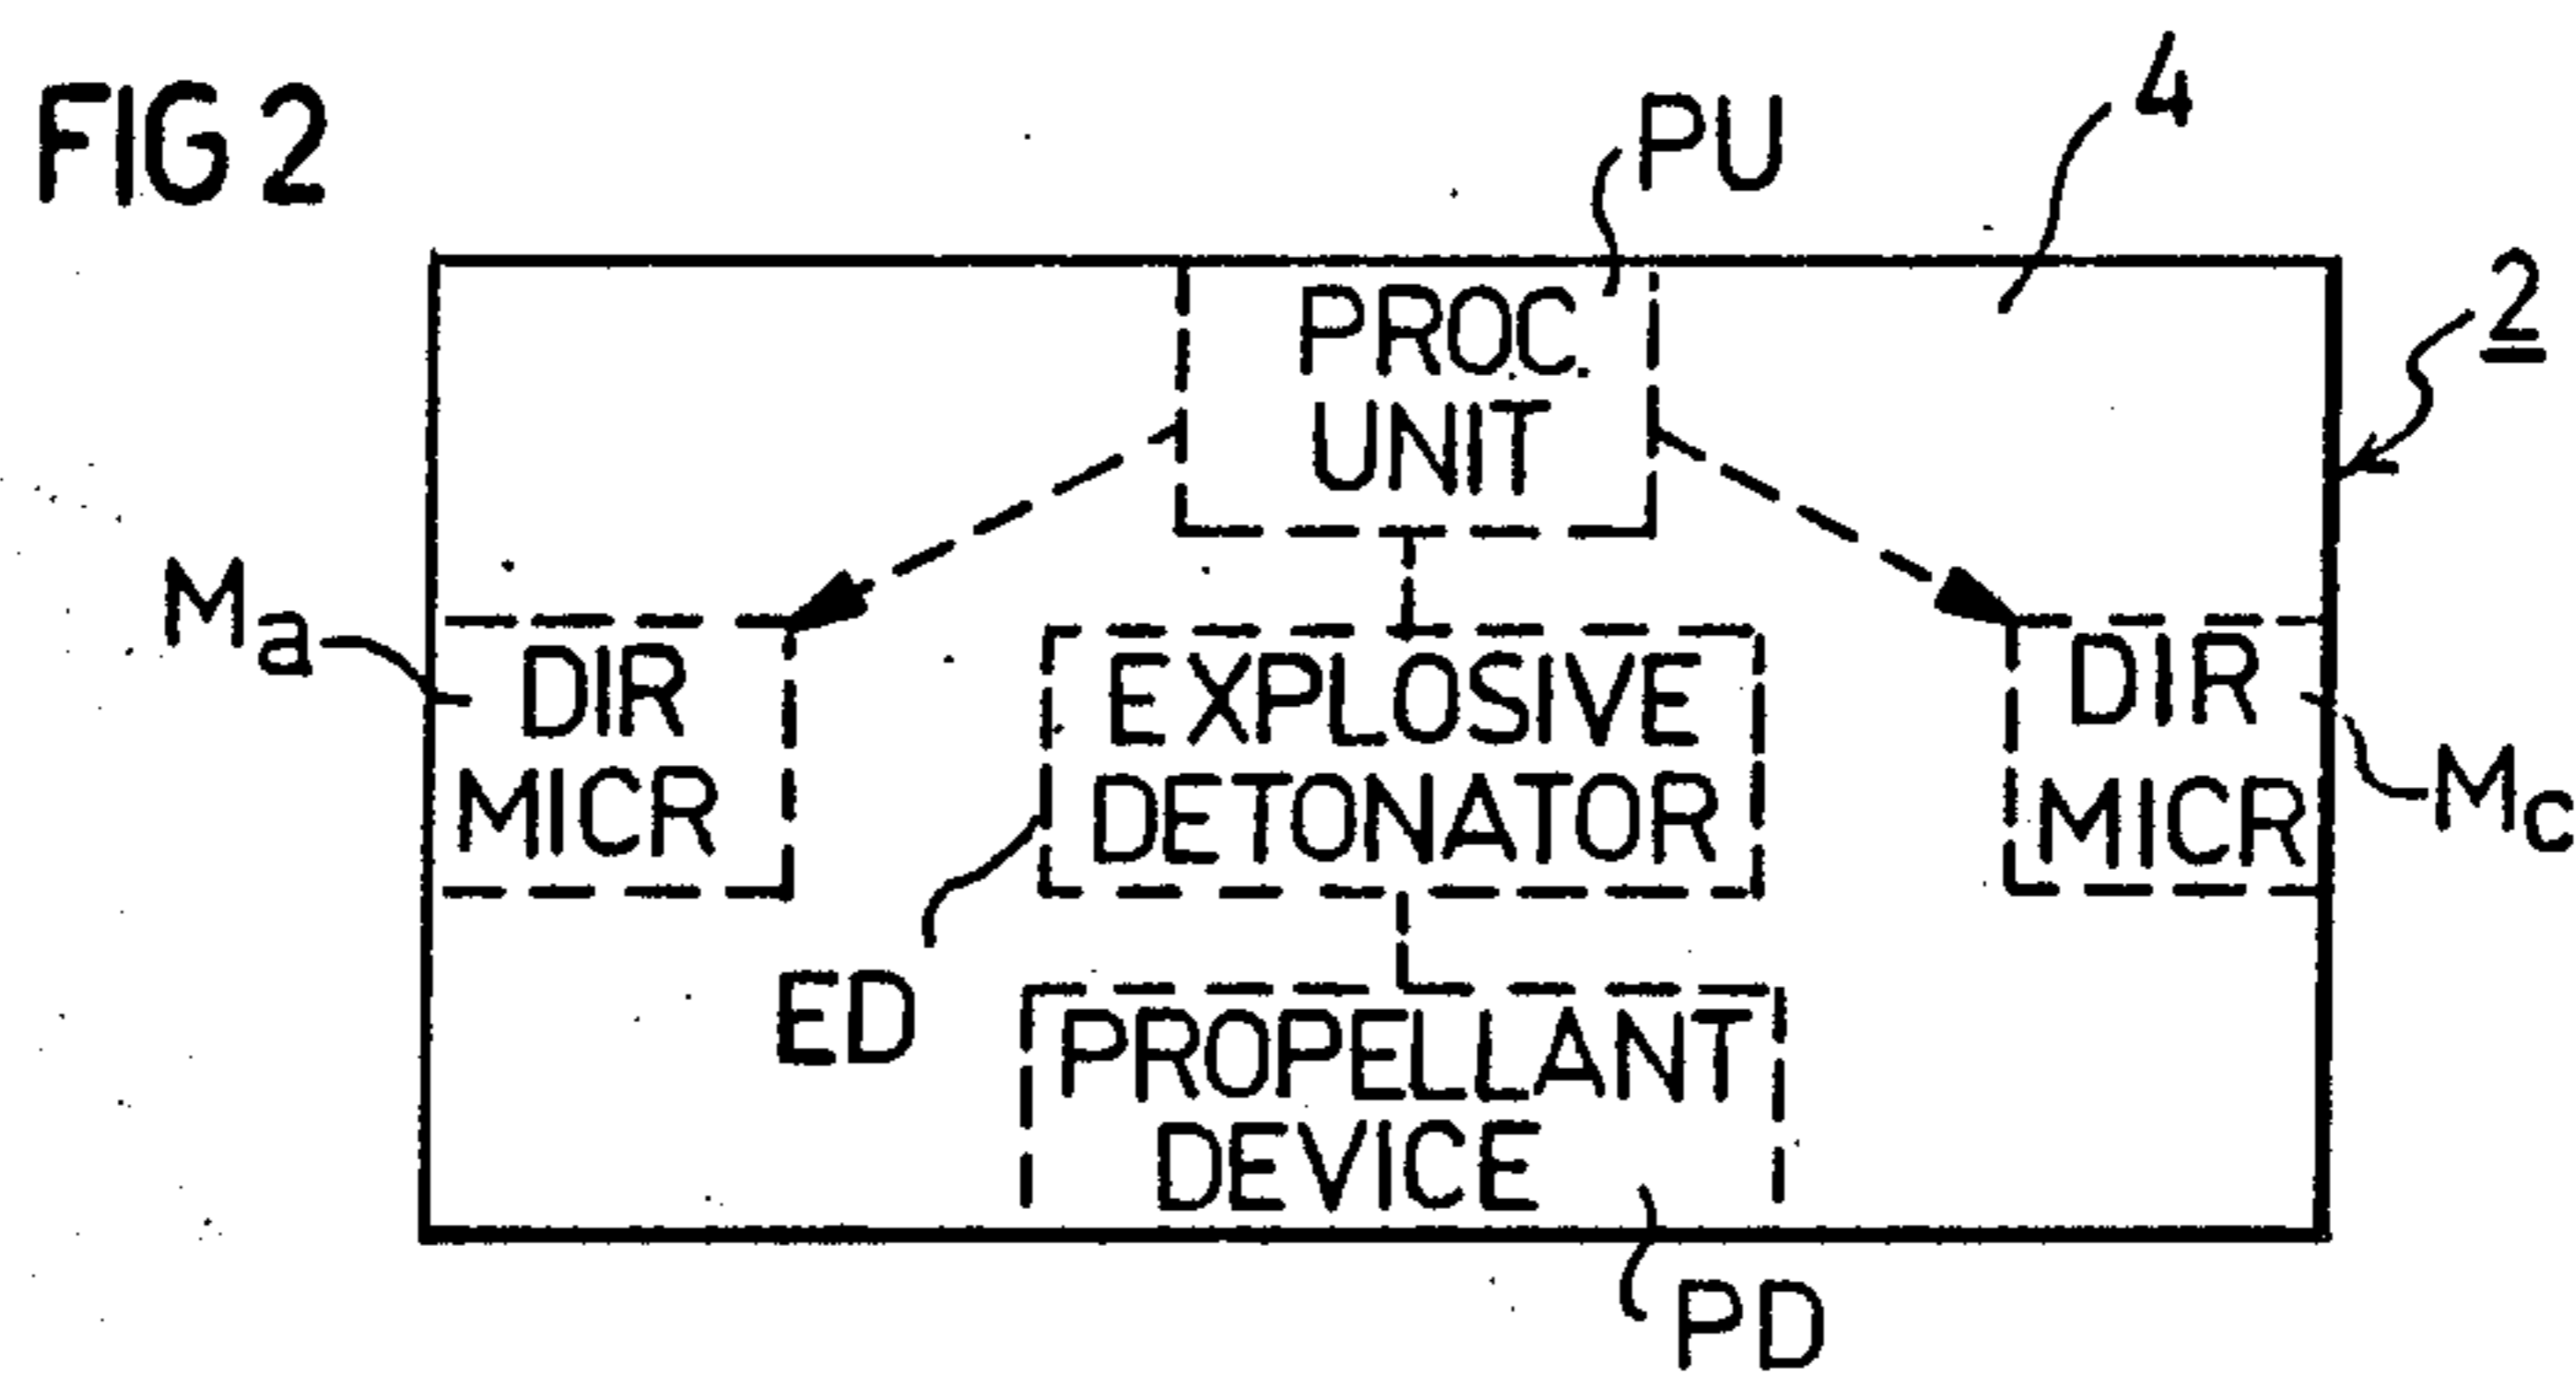 FIG 2
PU
4
2
PROC.
UNIT
Ma
DIR
MICR
EXPLOSIVE
DETONATOR
DIR
MICR
Mc
ED
PROPELLANT
DEVICE
PD